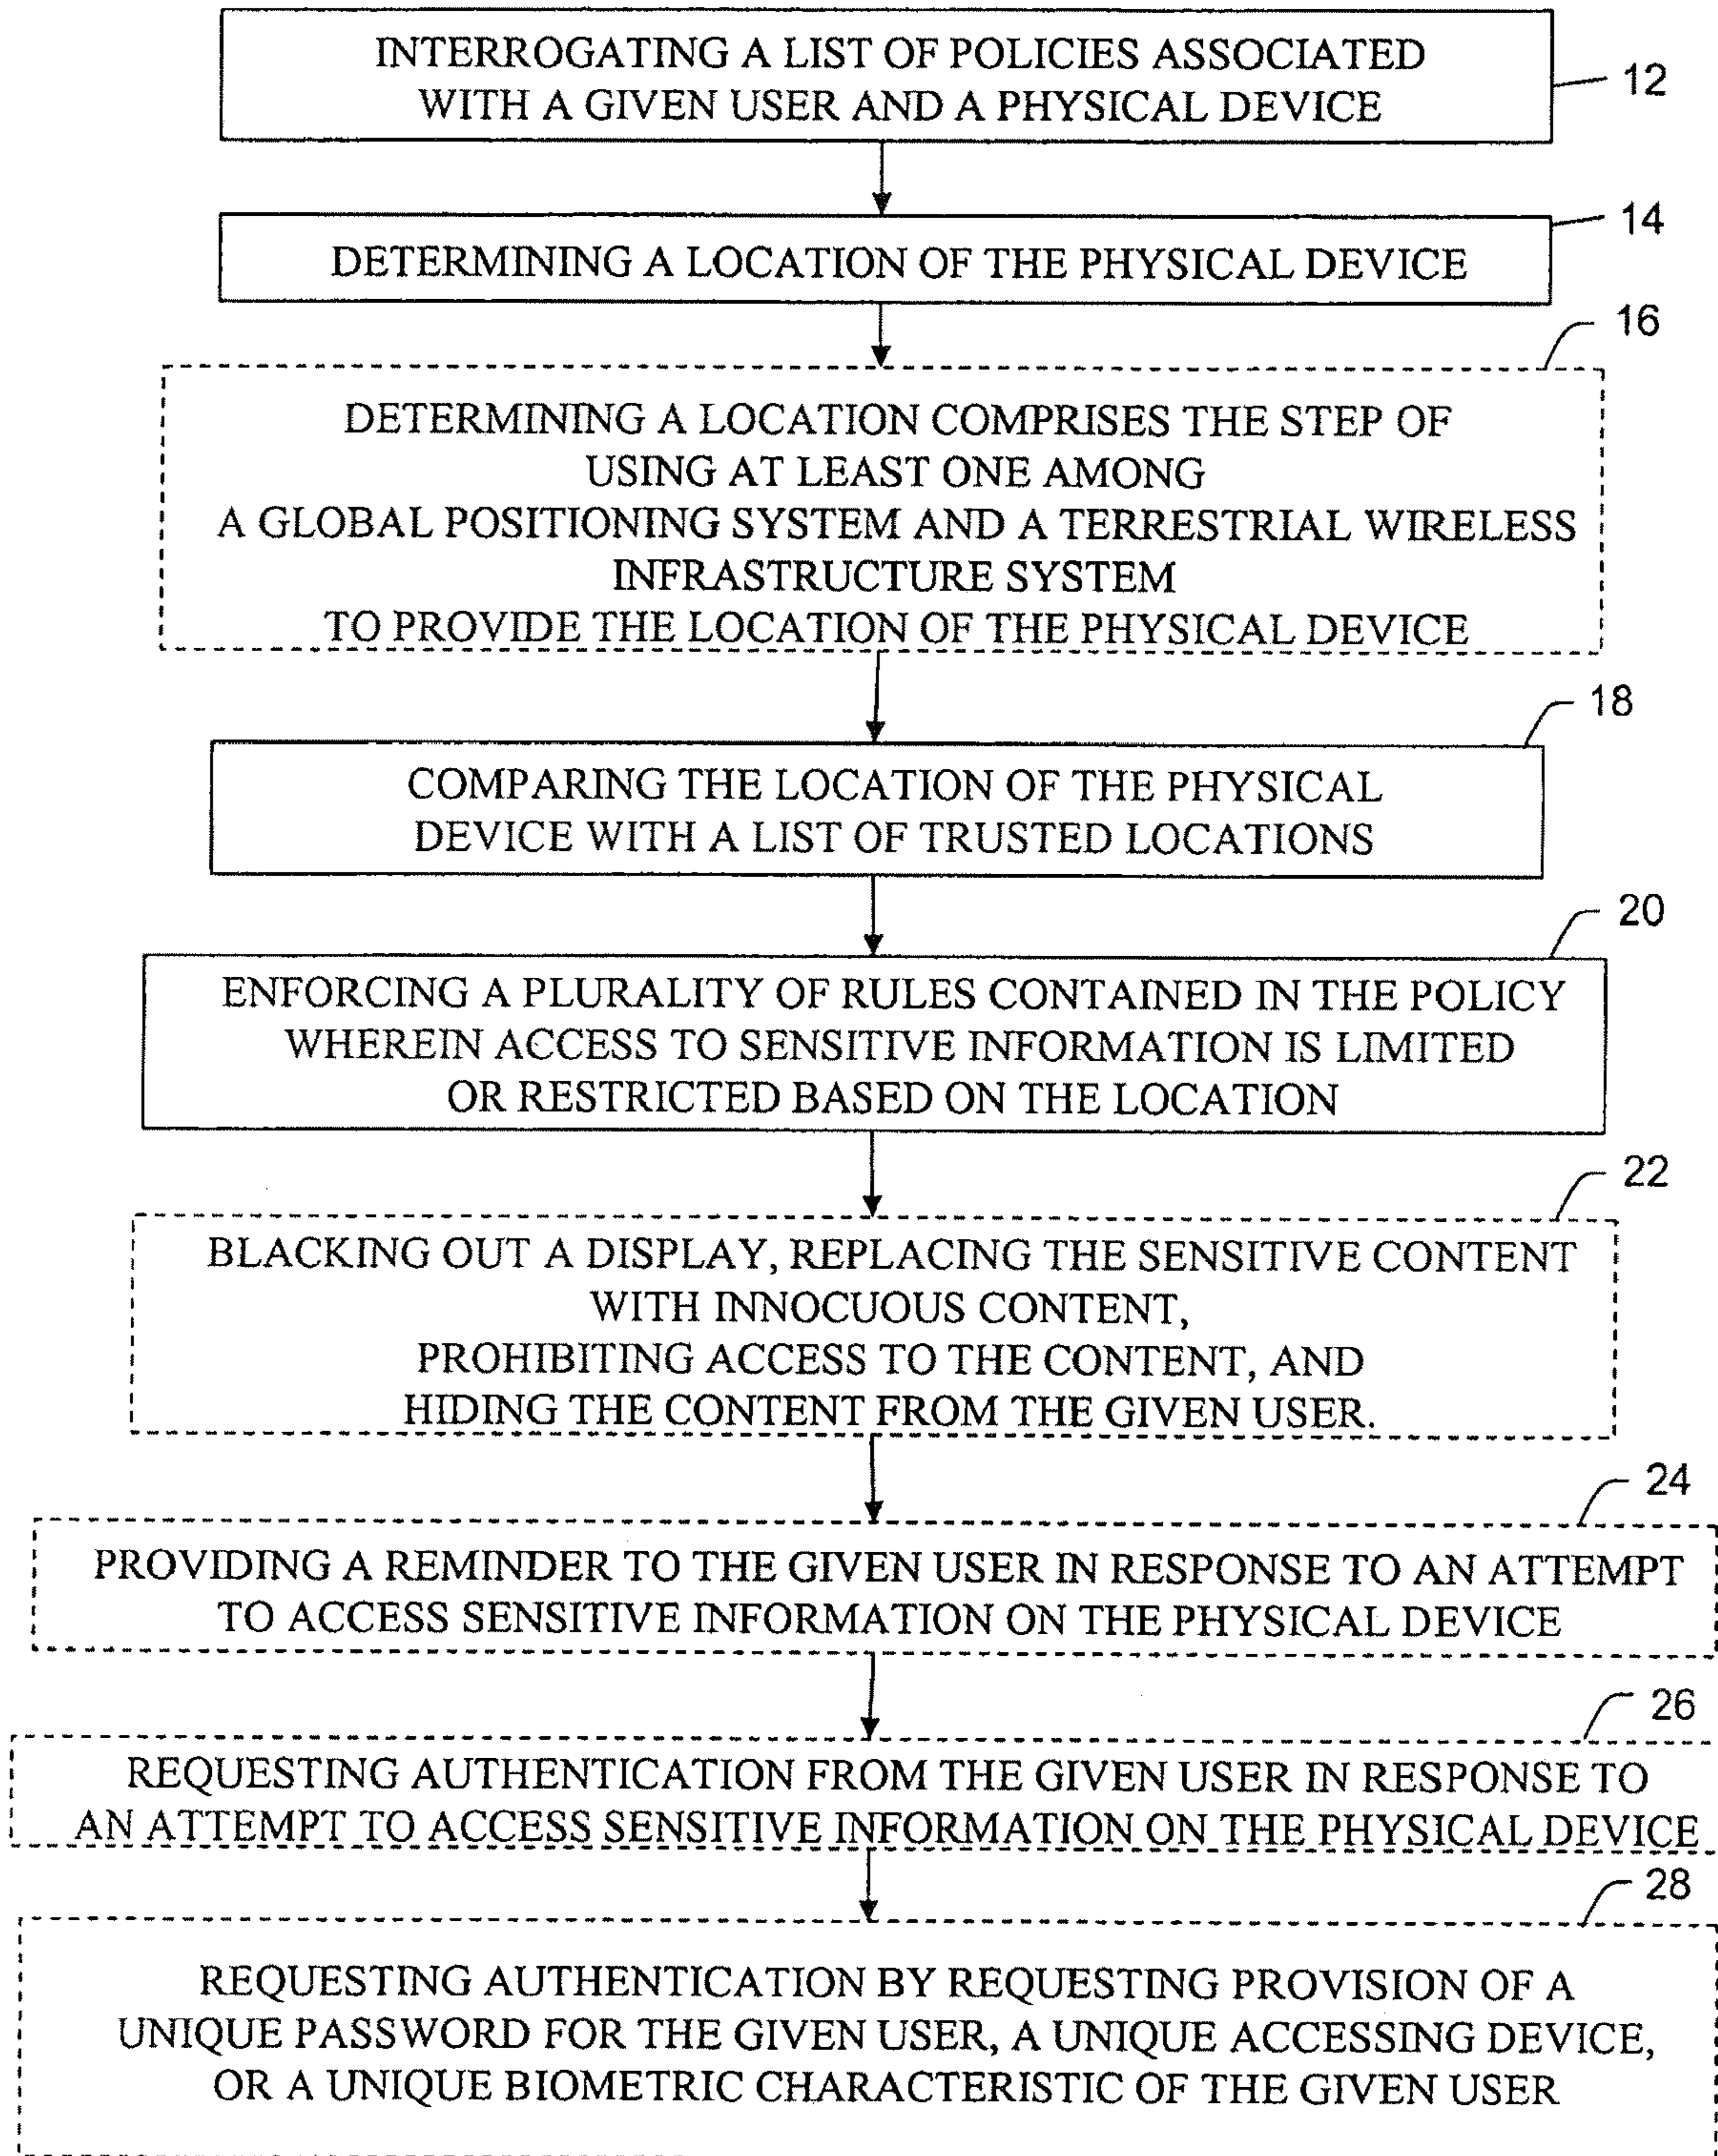 INTERROGATING A LIST OF POLICIES ASSOCIATED
WITH A GIVEN USER AND A PHYSICAL DEVICE
12
14
DETERMINING A LOCATION OF THE PHYSICAL DEVICE
16
DETERMINING A LOCATION COMPRISES THE STEP OF
USING AT LEAST ONE AMONG
A GLOBAL POSITIONING SYSTEM AND A TERRESTRIAL WIRELESS
INFRASTRUCTURE SYSTEM
TO PROVIDE THE LOCATION OF THE PHYSICAL DEVICE
18
COMPARING THE LOCATION OF THE PHYSICAL
DEVICE WITH A LIST OF TRUSTED LOCATIONS
20
ENFORCING A PLURALITY OF RULES CONTAINED IN THE POLICY
WHEREIN ACCESS TO SENSITIVE INFORMATION IS LIMITED
OR RESTRICTED BASED ON THE LOCATION
22
BLACKING OUT A DISPLAY, REPLACING THE SENSITIVE CONTENT
WITH INNOCUOUS CONTENT,
PROHIBITING ACCESS TO THE CONTENT, AND
HIDING THE CONTENT FROM THE GIVEN USER.
24
PROVIDING A REMINDER TO THE GIVEN USER IN RESPONSE TO AN ATTEMPT
TO ACCESS SENSITIVE INFORMATION ON THE PHYSICAL DEVICE
26
REQUESTING AUTHENTICATION FROM THE GIVEN USER IN RESPONSE TO
AN ATTEMPT TO ACCESS SENSITIVE INFORMATION ON THE PHYSICAL DEVICE
28
REQUESTING AUTHENTICATION BY REQUESTING PROVISION OF A
UNIQUE PASSWORD FOR THE GIVEN USER, A UNIQUE ACCESSING DEVICE,
OR A UNIQUE BIOMETRIC CHARACTERISTIC OF THE GIVEN USER